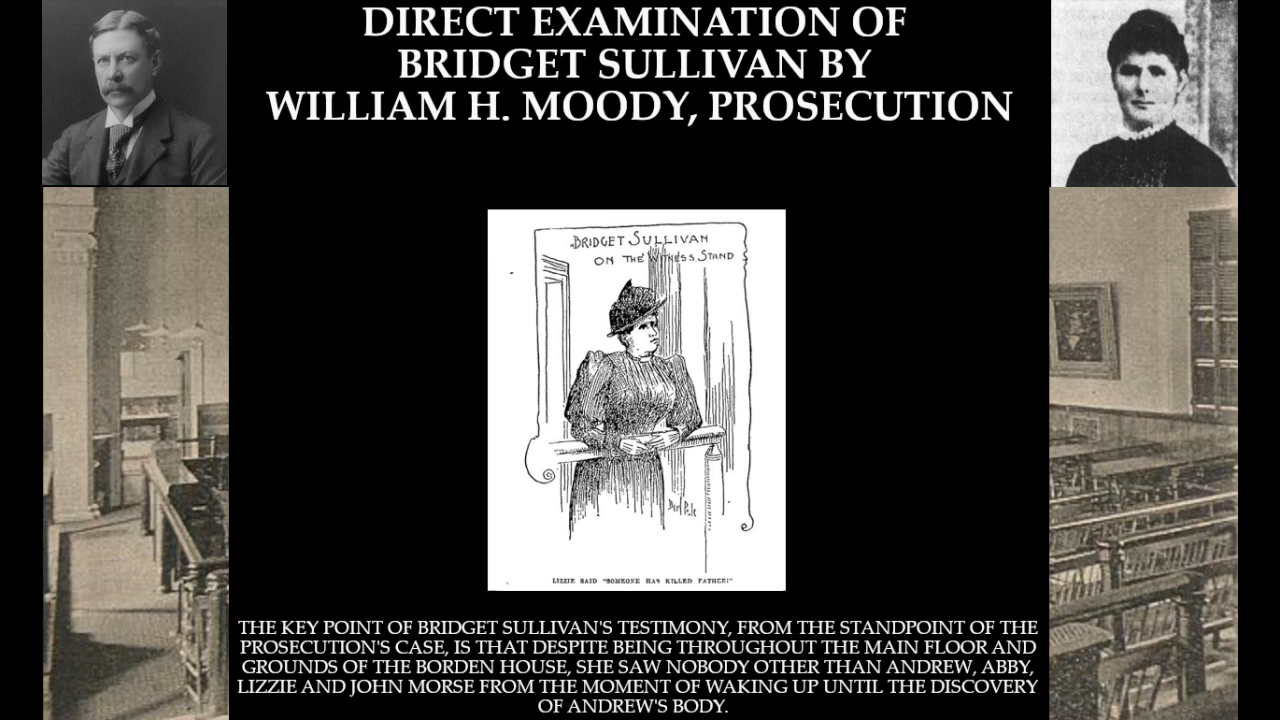 DIRECT EXAMINATION OF
BRIDGET SULLIVAN BY
WILLIAM H. MOODY, PROSECUTION
BRIDGET SULLIVAN
ON THE WITNESS STAND
LIZZIE SAID "SOMEONE HAS KILLED FATHER!"
THE KEY POINT OF BRIDGET SULLIVAN'S TESTIMONY, FROM THE STANDPOINT OF THE
PROSECUTION'S CASE, IS THAT DESPITE BEING THROUGHOUT THE MAIN FLOOR AND
GROUNDS OF THE BORDEN HOUSE, SHE SAW NOBODY OTHER THAN ANDREW, ABBY,
LIZZIE AND JOHN MORSE FROM THE MOMENT OF WAKING UP UNTIL THE DISCOVERY
OF ANDREW'S BODY.